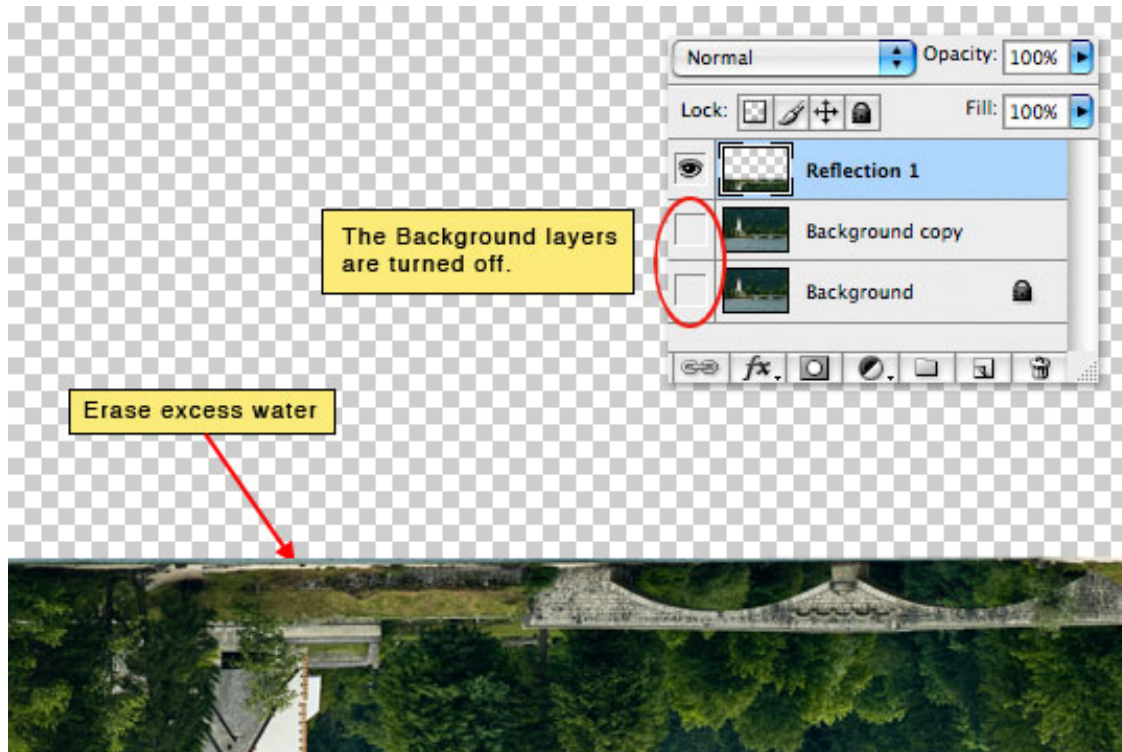 Normal Opacity: 100%
Lock: Fill: 100%
Reflection 1
The Background layers
are turned off.
Background copy
Background
fx.
Erase excess water